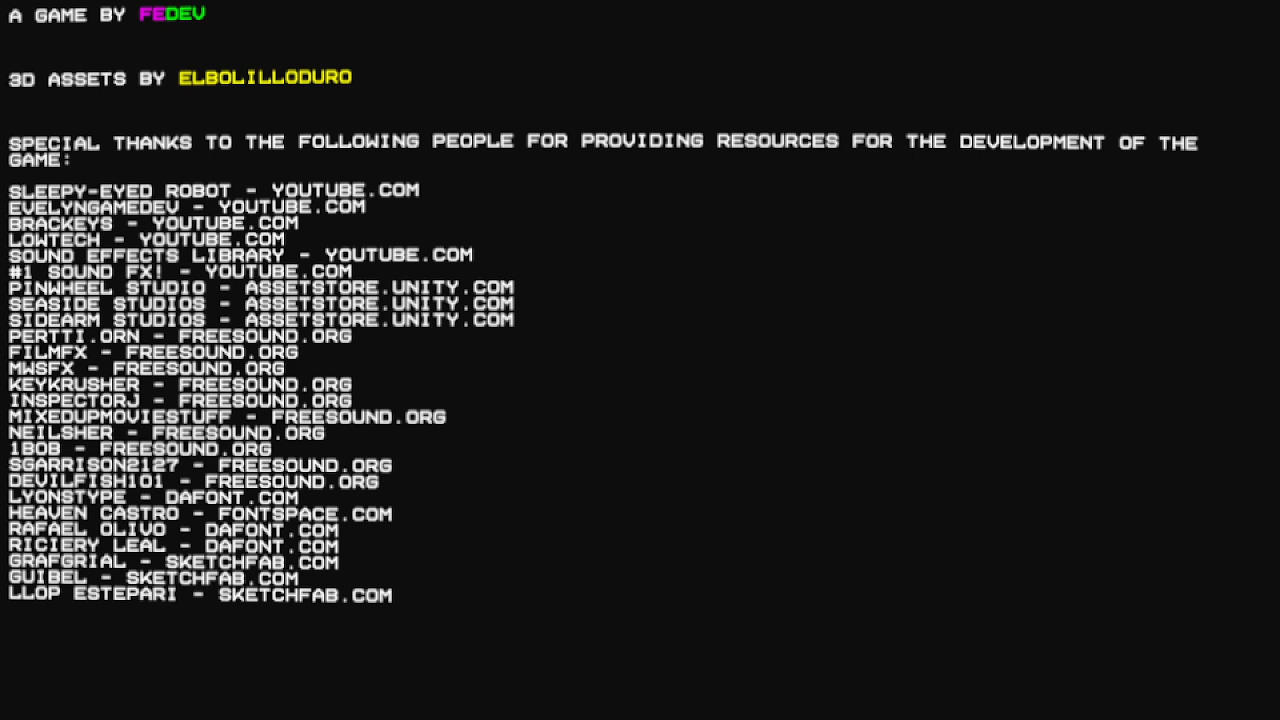 A GAME BY FEDEV
3D ASSETS BY ELBOLILLODURO
SPECIAL THANKS TO THE FOLLOWING PEOPLE FOR PROVIDING RESOURCES FOR THE DEVELOPMENT OF THE
GAME:
SLEEPY-EYED ROBOT - YOUTUBE.COM
EVELYNGAMEDEV - YOUTUBE.COM
BRACKEYS - YOUTUBE.COM
LOWTECH - YOUTUBE.COM
SOUND EFFECTS LIBRARY - YOUTUBE.COM
#1 SOUND FX! - YOUTUBE.COM
PINWHEEL STUDIO - ASSETSTORE.UNITY.COM
SEASIDE STUDIOS - ASSETSTORE.UNITY.COM
SIDEARM STUDIOS - ASSETSTORE.UNITY.COM
PERTTI.ORN - FREESOUND.ORG
FILMFX - FREESOUND.ORG
MWSFX - FREESOUND.ORG
KEYKRUSHER - FREESOUND.ORG
INSPECTORJ - FREESOUND.ORG
MIXEDUPMOVIESTUFF - FREESOUND.ORG
NEILSHER - FREESOUND.ORG
1BOB - FREESOUND.ORG
SGARRISON2127 - FREESOUND.ORG
DEVILFISH101 - FREESOUND.ORG
LYONSTYPE - DAFONT.COM
HEAVEN CASTRO - FONTSPACE.COM
RAFAEL OLIVO - DAFONT.COM
RICIERY LEAL - DAFONT.COM
GRAFGRIAL - SKETCHFAB.COM
GUIBEL - SKETCHFAB.COM
LLOP ESTEPARI - SKETCHFAB.COM